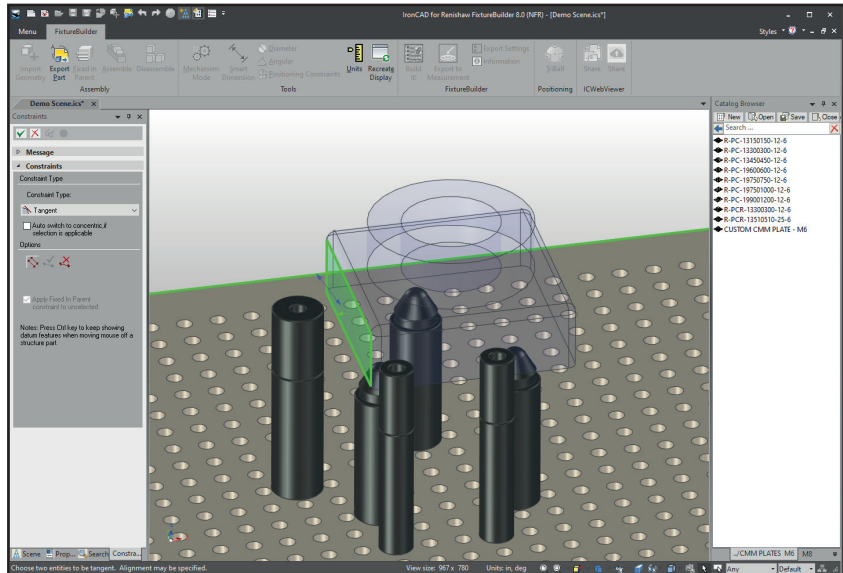 IronCAD for Renishaw FixtureBuilder 8.0 (NFR) - [Demo Scene.ics*]
Menu FixtureBuilder Styles
Import Geometry
Export Part
Fixed in Parent
Assemble
Disassemble
Assembly
Mechanism Mode
Smart Dimension
Diameter
Angular
Positioning Constraints
Tools
Units
Recreate Display
Build IE
Export to Measurement
Export Settings
Information
FixtureBuilder
3-Ball
Positioning
Share
Share
ICWebViewer
Demo Scene.ics*
Constraints
Message
Constraints
Constraint Type
Constraint Type:
Tangent
Auto switch to concentric,if
selection is applicable
Options
Apply Fixed In Parent
constraint to unselected
Notes: Press Ctrl key to keep showing
datum features when moving mouse off a
structure part.
Scene Prop... Search Constra...
Catalog Browser
New Open Save Close
Search ...
R-PC-13150150-12-6
R-PC-13300300-12-6
R-PC-13450450-12-6
R-PC-19600600-12-6
R-PC-19750750-12-6
R-PC-197501000-12-6
R-PC-199001200-12-6
R-PCR-13300300-12-6
R-PCR-13510510-25-6
CUSTOM CMM PLATE - M6
../CMM PLATES M6 M8
Choose two entities to be tangent. Alignment may be specified. View size: 967 x 780 Units: in, deg Any Default